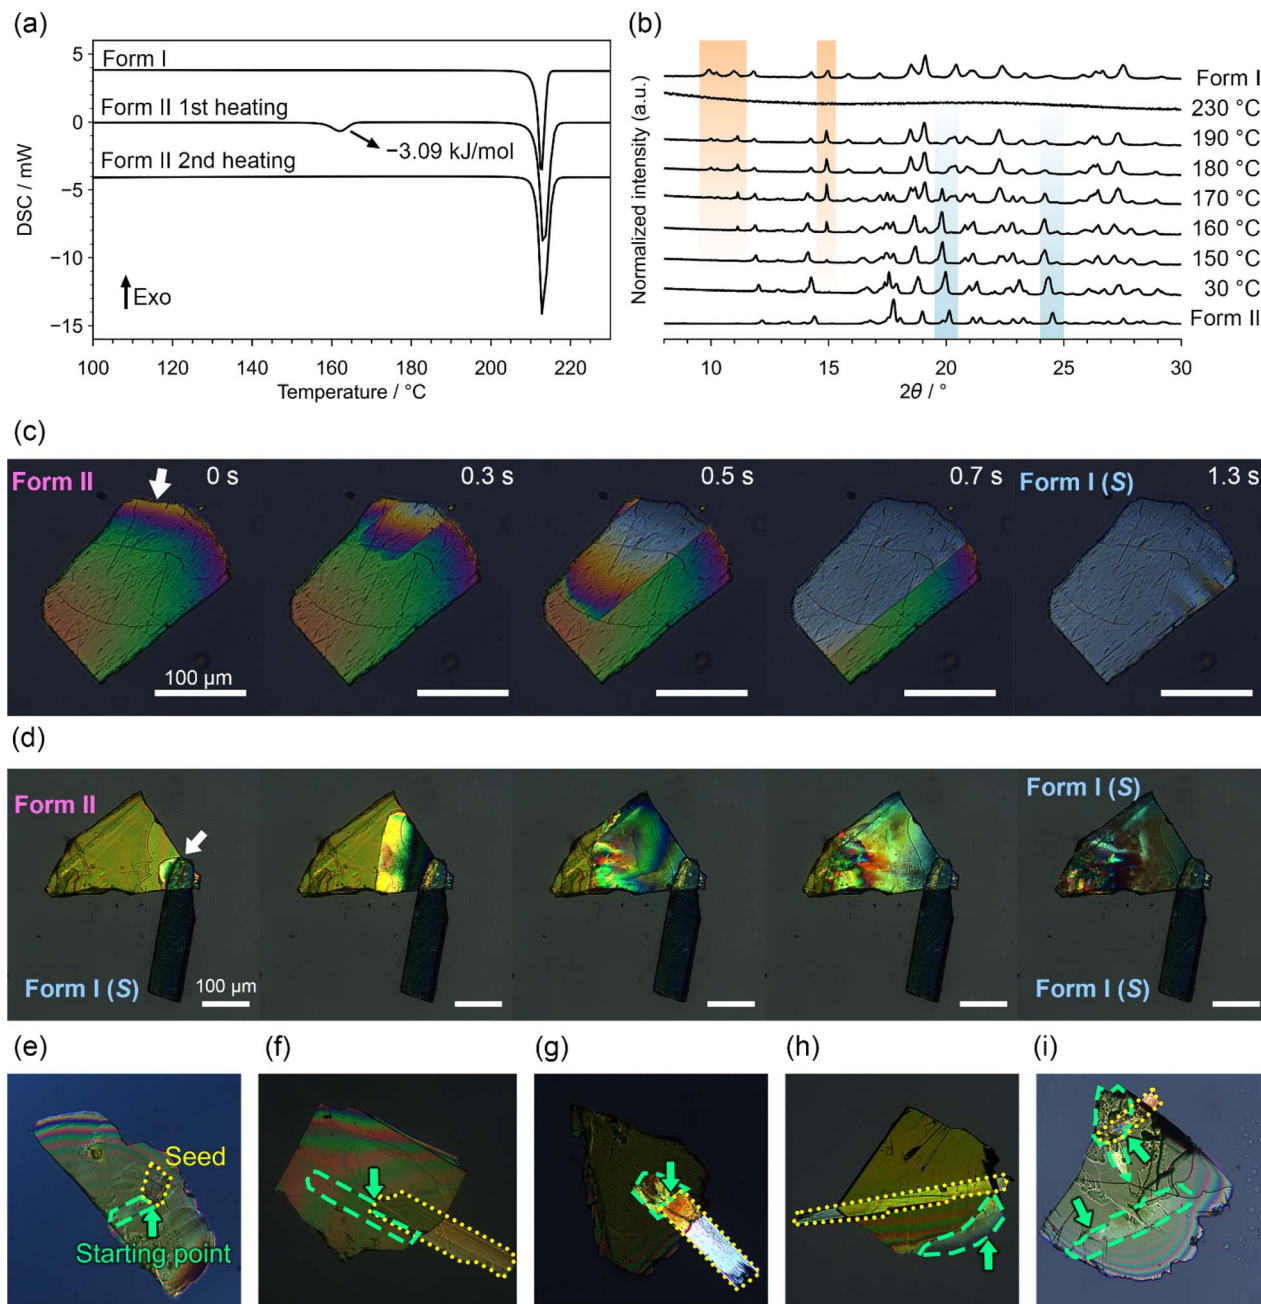 (a)
5
0
−5
−10
−15
DSC / mW
Form I
Form II 1st heating
−3.09 kJ/mol
Form II 2nd heating
Exo
100 120 140 160 180 200 220
Temperature / °C
(b)
Normalized intensity (a.u.)
Form I
230 °C
190 °C
180 °C
170 °C
160 °C
150 °C
30 °C
Form II
10 15 20 25 30
2θ / °
(c)
Form II 0 s 0.3 s 0.5 s 0.7 s Form I (S) 1.3 s
100 µm
(d)
Form II
Form I (S)
Form I (S) 100 µm
Form I (S)
(e) (f) (g) (h) (i)
Seed
Starting point